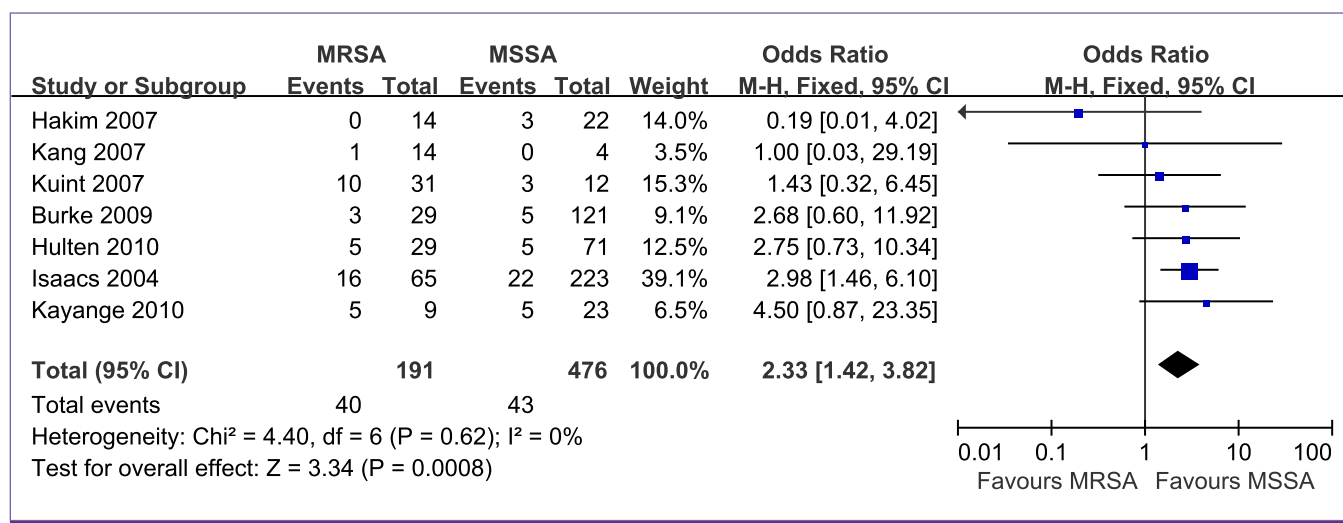 MRSA MSSA Odds Ratio Odds Ratio
Study or Subgroup Events Total Events Total Weight M-H, Fixed, 95% CI M-H, Fixed, 95% CI
Hakim 2007 0 14 3 22 14.0% 0.19 [0.01, 4.02]
Kang 2007 1 14 0 4 3.5% 1.00 [0.03, 29.19]
Kuint 2007 10 31 3 12 15.3% 1.43 [0.32, 6.45]
Burke 2009 3 29 5 121 9.1% 2.68 [0.60, 11.92]
Hulten 2010 5 29 5 71 12.5% 2.75 [0.73, 10.34]
Isaacs 2004 16 65 22 223 39.1% 2.98 [1.46, 6.10]
Kayange 2010 5 9 5 23 6.5% 4.50 [0.87, 23.35]
Total (95% CI) 191 476 100.0% 2.33 [1.42, 3.82]
Total events 40 43
Heterogeneity: Chi² = 4.40, df = 6 (P = 0.62); I² = 0%
Test for overall effect: Z = 3.34 (P = 0.0008)
0.01 0.1 1 10 100
Favours MRSA Favours MSSA